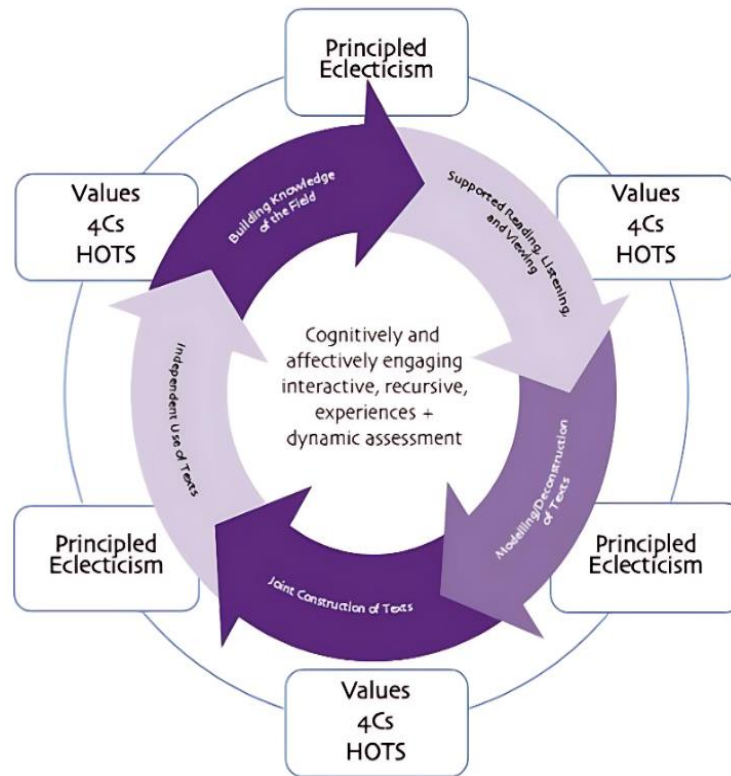 Principled
Eclecticism
Building Knowledge
of the Field
Supported Reading, Listening,
and Viewing
Values
4Cs
HOTS
Values
4Cs
HOTS
Cognitively and
affectively engaging
interactive, recursive,
experiences +
dynamic assessment
Independent Use of Texts
Modelling/Deconstruction
of Texts
Principled
Eclecticism
Principled
Eclecticism
Joint Construction of Texts
Values
4Cs
HOTS